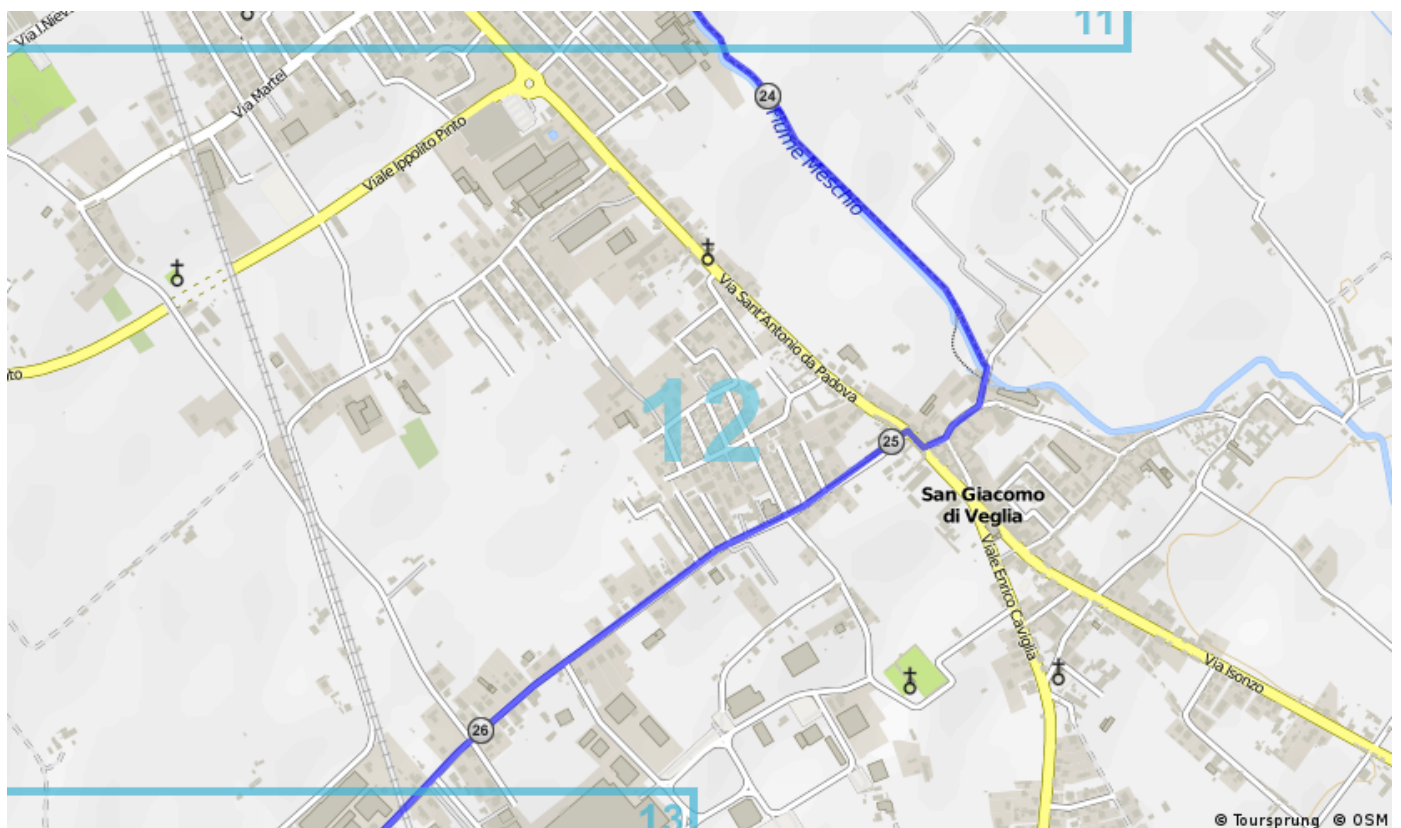 Via I.Niev
11
Via Martel
24
Fiume Meschio
Viale Ippolito Pinto
Via Sant'Antonio da Padova
12
25
San Giacomo
di Veglia
Viale Enrico Caviglia
Via Isonzo
26
13
© Toursprung © OSM